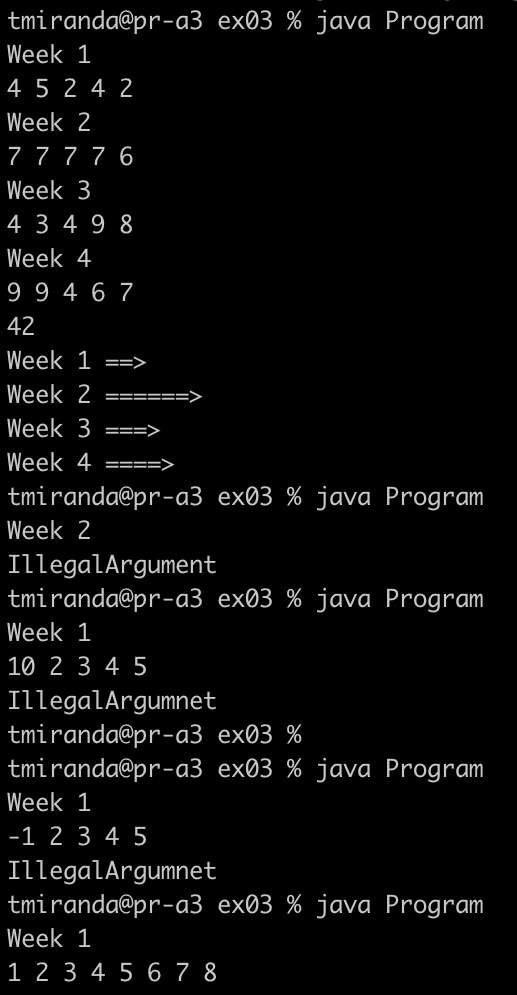 tmiranda@pr-a3 ex03 % java Program
Week 1
4 5 2 4 2
Week 2
7 7 7 7 6
Week 3
4 3 4 9 8
Week 4
9 9 4 6 7
42
Week 1 ==>
Week 2 ======>
Week 3 ===>
Week 4 ====>
tmiranda@pr-a3 ex03 % java Program
Week 2
IllegalArgument
tmiranda@pr-a3 ex03 % java Program
Week 1
10 2 3 4 5
IllegalArgumnet
tmiranda@pr-a3 ex03 %
tmiranda@pr-a3 ex03 % java Program
Week 1
-1 2 3 4 5
IllegalArgumnet
tmiranda@pr-a3 ex03 % java Program
Week 1
1 2 3 4 5 6 7 8